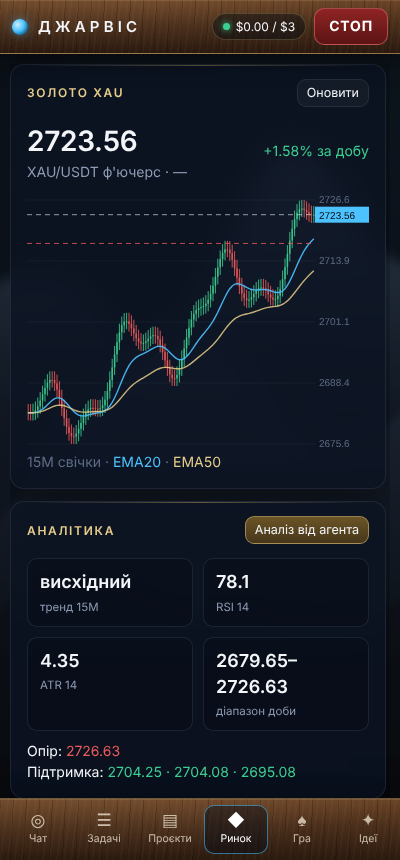 ДЖАРВІС
$0.00 / $3
СТОП
ЗОЛОТО XAU
Оновити
2723.56
+1.58% за добу
XAU/USDT ф'ючерс · —
2726.6
2723.56
2713.9
2701.1
2688.4
2675.6
15М свічки · EMA20 · EMA50
АНАЛІТИКА
Аналіз від агента
висхідний
тренд 15М
78.1
RSI 14
4.35
ATR 14
2679.65–
2726.63
діапазон доби
Опір: 2726.63
Підтримка: 2704.25 · 2704.08 · 2695.08
Чат
Задачі
Проєкти
Ринок
Гра
Ідеї